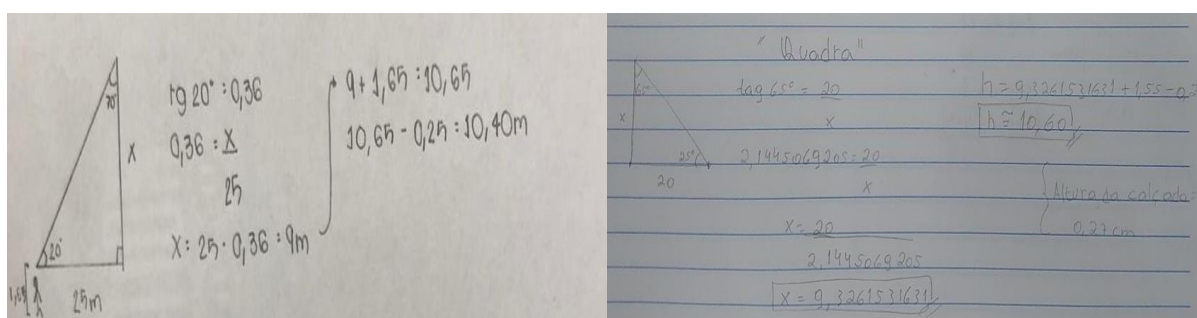 70°
x
20°
25m
tg 20° : 0,36
0,36 : x
25
x : 25 · 0,36 : 9m
9 + 1,65 : 10,65
10,65 - 0,25 : 10,40m
"Quadra"
65°
x
25°
20
tag 65° = 20
x
2,1445069205 = 20
x
x = 20
2,1445069205
x = 9,3261531631
h = 9,3261531631 + 1,55 - 0,2
h ≅ 10,60
Altura da calçada
0,27 cm